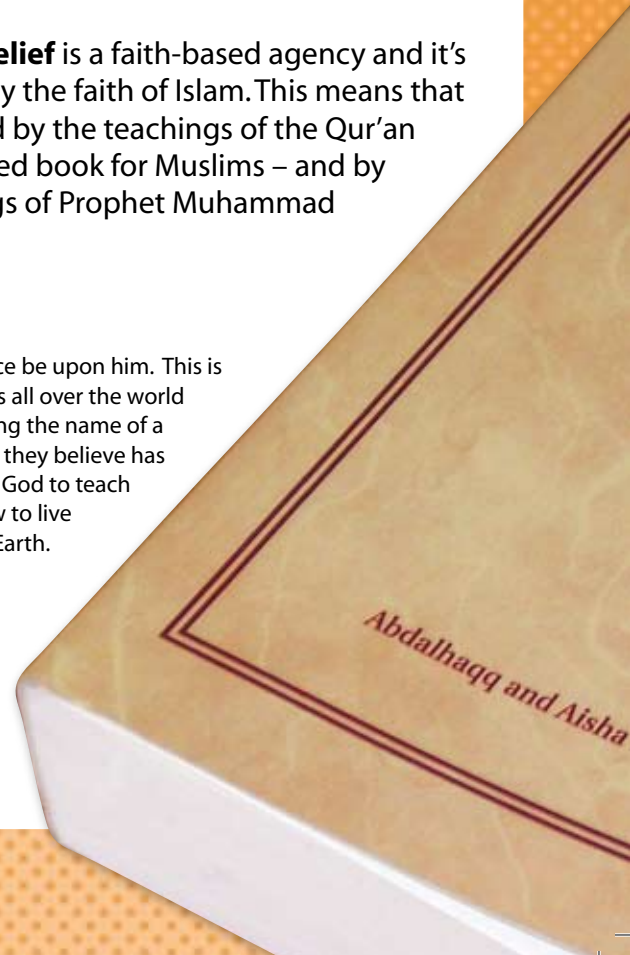 elief is a faith-based agency and it's
y the faith of Islam. This means that
d by the teachings of the Qur'an
ed book for Muslims – and by
gs of Prophet Muhammad
ce be upon him. This is
s all over the world
ng the name of a
they believe has
God to teach
w to live
Earth.
Abdalhaqq and Aisha